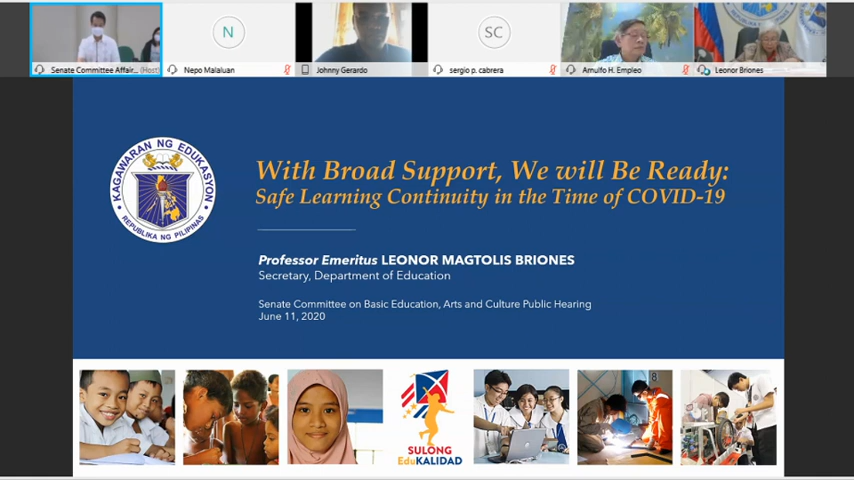 N
SC
Senate Committee Affair... (Host)
Nepo Malaluan
Johnny Gerardo
sergio p. cabrera
Arnulfo H. Empleo
Leonor Briones
KAGAWARAN NG EDUKASYON
REPUBLIKA NG PILIPINAS
With Broad Support, We will Be Ready:
Safe Learning Continuity in the Time of COVID-19
Professor Emeritus LEONOR MAGTOLIS BRIONES
Secretary, Department of Education
Senate Committee on Basic Education, Arts and Culture Public Hearing
June 11, 2020
SULONG
EduKALIDAD